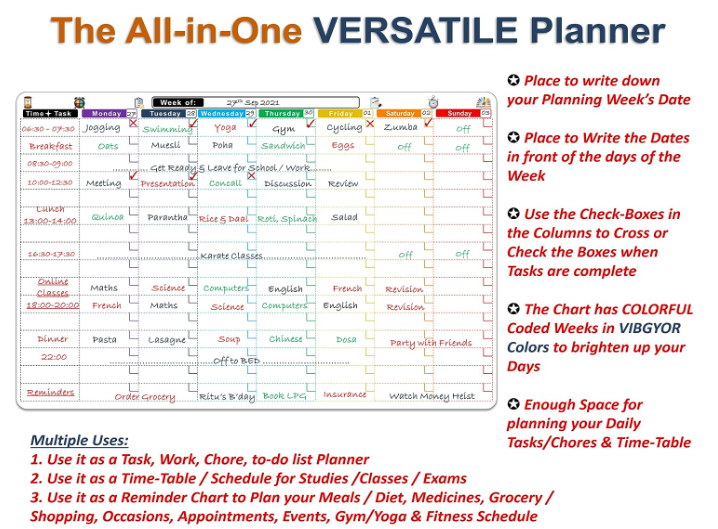 The All-in-One VERSATILE Planner
Week of: 27th Sep 2021
Time + Task Monday 27 Tuesday 28 Wednesday 29 Thursday 30 Friday 01 Saturday 02 Sunday 03
06:30 - 07:30 Jogging Swimming Yoga Gym Cycling Zumba Off
Breakfast Oats Muesli Poha Sandwich Eggs Off Off
08:30-09:00 ............ Get Ready & Leave for School / Work.......
10:00-12:30 Meeting Presentation Concall Discussion Review
Lunch
13:00-14:00 Quinoa Parantha Rice & Daal Roti, Spinach Salad
16:30-17:30 ..........Karate Classes.......... Off Off
Online
Classes Maths Science Computers English French Revision
18:00-20:00 French Maths Science Computers English Revision
Dinner Pasta Lasagne Soup Chinese Dosa Party with Friends
22:00 ..........Off to BED..........
Reminders Order Grocery Ritu's B'day Book LPG Insurance Watch Money Heist
✪ Place to write down
your Planning Week's Date
✪ Place to Write the Dates
in front of the days of the
Week
✪ Use the Check-Boxes in
the Columns to Cross or
Check the Boxes when
Tasks are complete
✪ The Chart has COLORFUL
Coded Weeks in VIBGYOR
Colors to brighten up your
Days
✪ Enough Space for
planning your Daily
Tasks/Chores & Time-Table
Multiple Uses:
1. Use it as a Task, Work, Chore, to-do list Planner
2. Use it as a Time-Table / Schedule for Studies /Classes / Exams
3. Use it as a Reminder Chart to Plan your Meals / Diet, Medicines, Grocery /
Shopping, Occasions, Appointments, Events, Gym/Yoga & Fitness Schedule